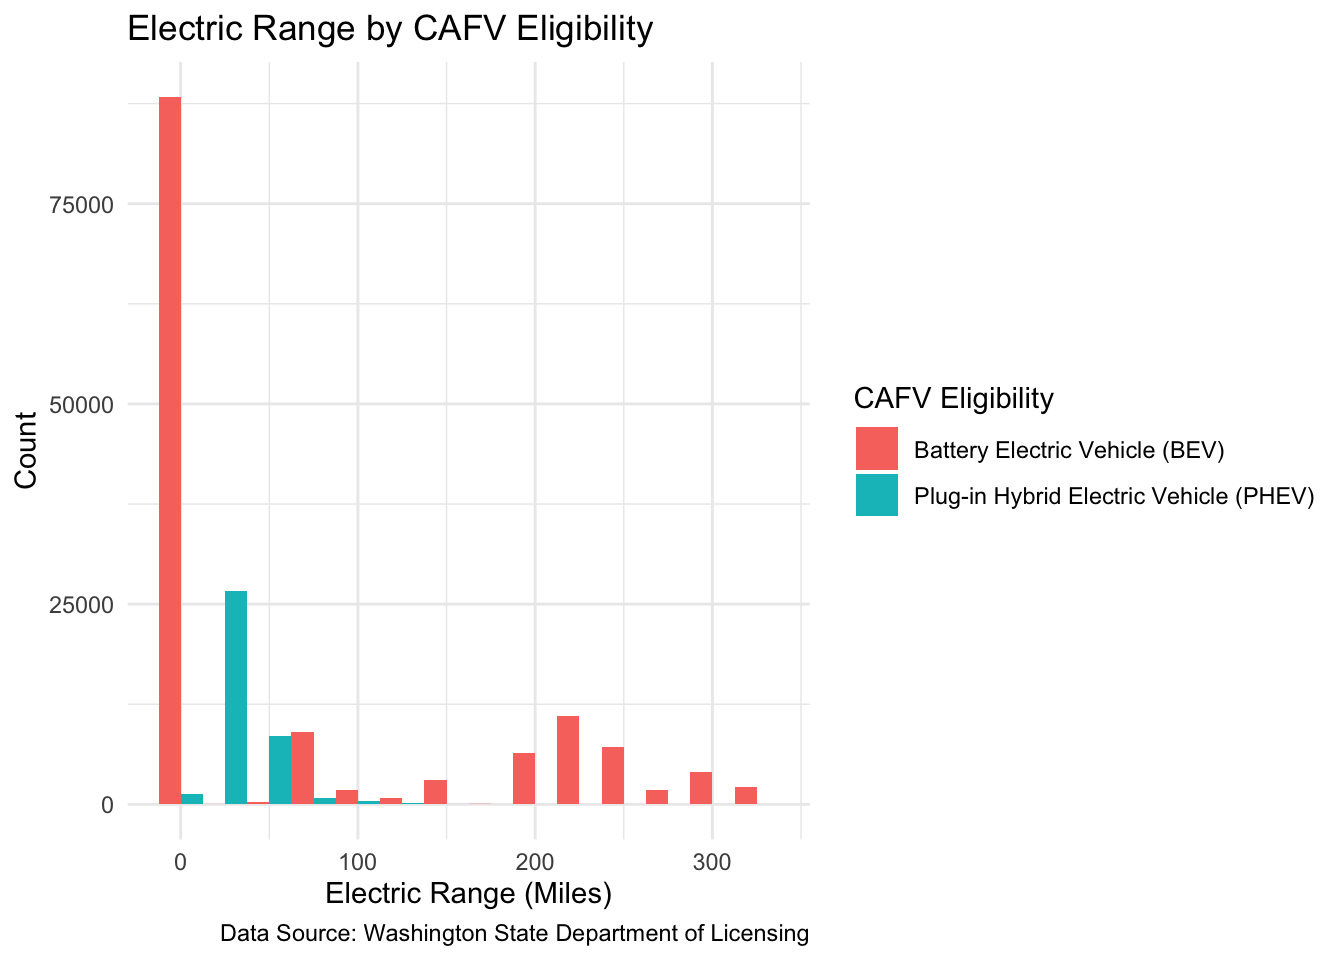 Electric Range by CAFV Eligibility
75000
50000
25000
0
Count
0 100 200 300
Electric Range (Miles)
Data Source: Washington State Department of Licensing
CAFV Eligibility
Battery Electric Vehicle (BEV)
Plug-in Hybrid Electric Vehicle (PHEV)